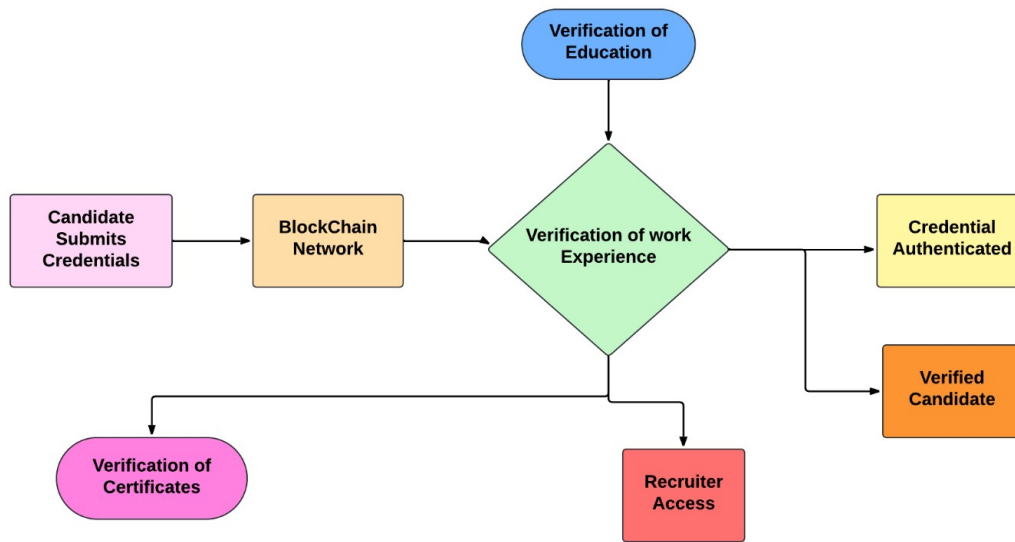 Verification of
Education
Candidate
Submits
Credentials
BlockChain
Network
Verification of work
Experience
Credential
Authenticated
Verified
Candidate
Verification of
Certificates
Recruiter
Access